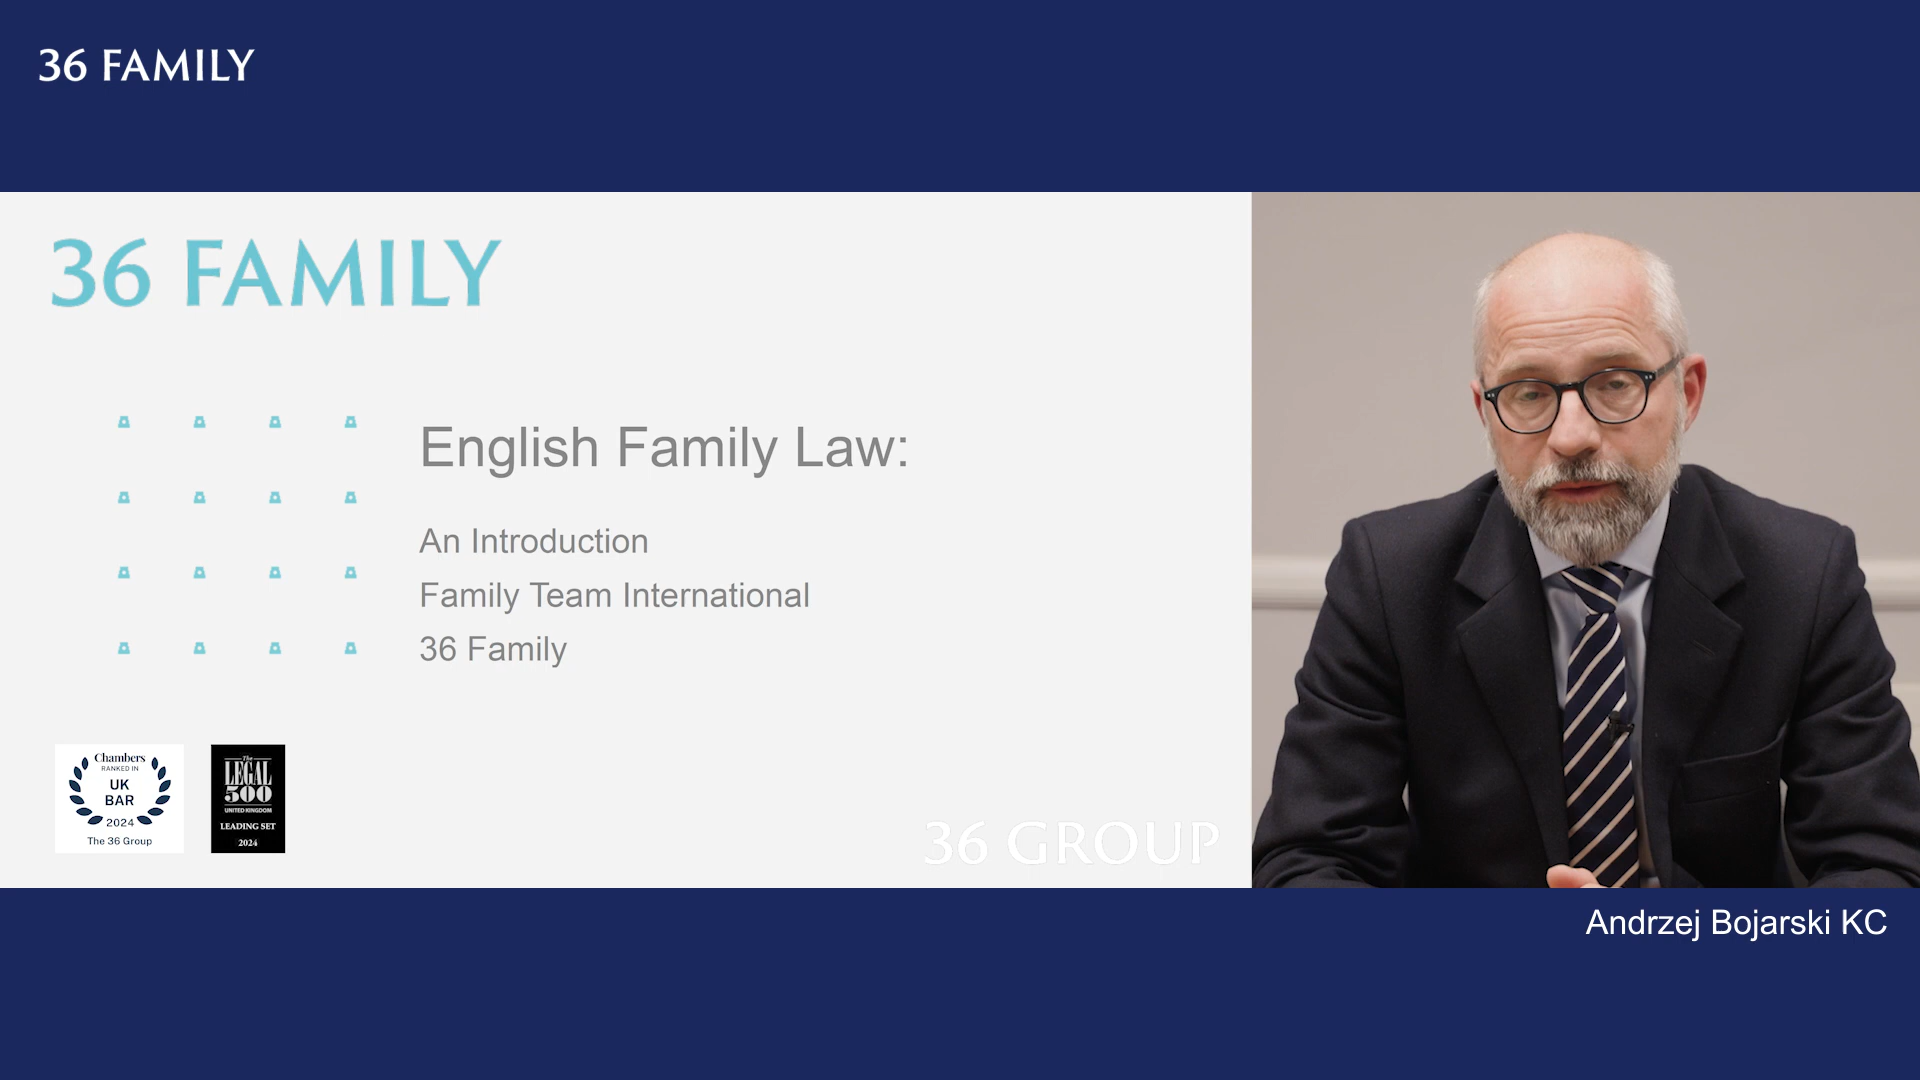 36 FAMILY
36 FAMILY
English Family Law:
An Introduction
Family Team International
36 Family
Chambers
RANKED IN
UK
BAR
2024
The 36 Group
The
LEGAL
500
UNITED KINGDOM
LEADING SET
2024
36 GROUP
Andrzej Bojarski KC